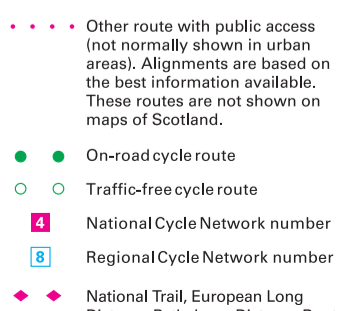 Other route with public access
(not normally shown in urban
areas). Alignments are based on
the best information available.
These routes are not shown on
maps of Scotland.
On-road cycle route
Traffic-free cycle route
4 National Cycle Network number
8 Regional Cycle Network number
National Trail, European Long